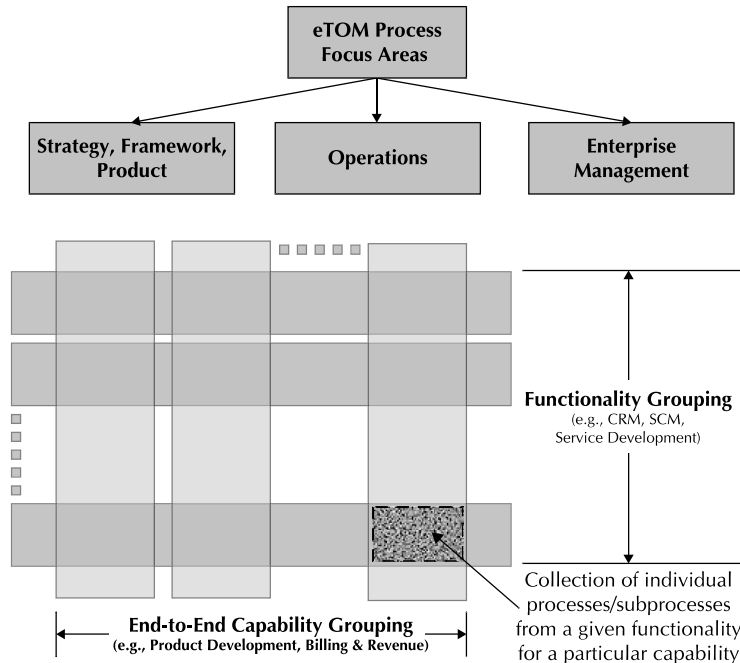 eTOM Process
Focus Areas
Strategy, Framework,
Product
Operations
Enterprise
Management
Functionality Grouping
(e.g., CRM, SCM,
Service Development)
Collection of individual
processes/subprocesses
from a given functionality
for a particular capability
End-to-End Capability Grouping
(e.g., Product Development, Billing & Revenue)